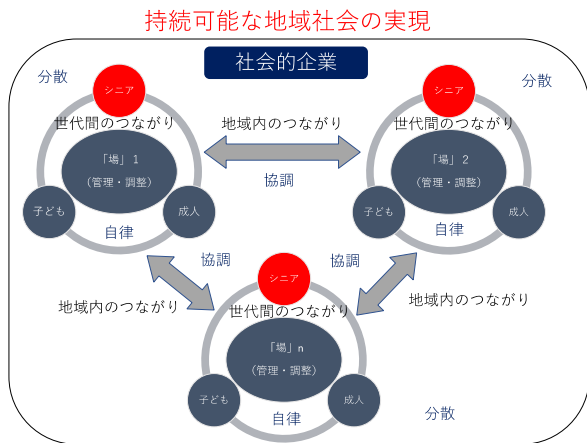 持続可能な地域社会の実現
社会的企業
分散
分散
シニア
世代間のつながり
「場」1
（管理・調整）
子ども
成人
自律
地域内のつながり
協調
シニア
世代間のつながり
「場」2
（管理・調整）
子ども
成人
自律
協調
協調
地域内のつながり
地域内のつながり
シニア
世代間のつながり
「場」n
（管理・調整）
子ども
成人
自律
分散